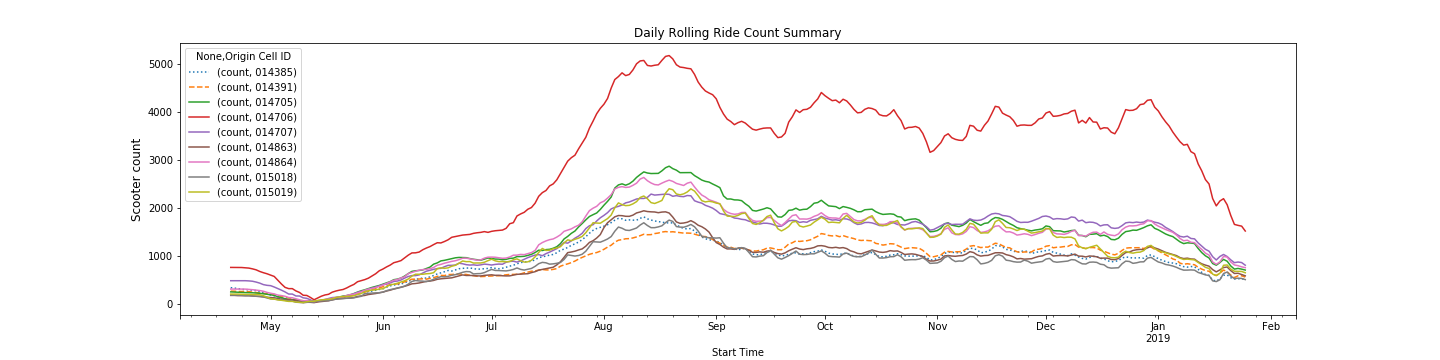 Daily Rolling Ride Count Summary
None,Origin Cell ID
(count, 014385)
(count, 014391)
(count, 014705)
(count, 014706)
(count, 014707)
(count, 014863)
(count, 014864)
(count, 015018)
(count, 015019)
Scooter count
5000
4000
3000
2000
1000
0
May Jun Jul Aug Sep Oct Nov Dec Jan Feb
2019
Start Time